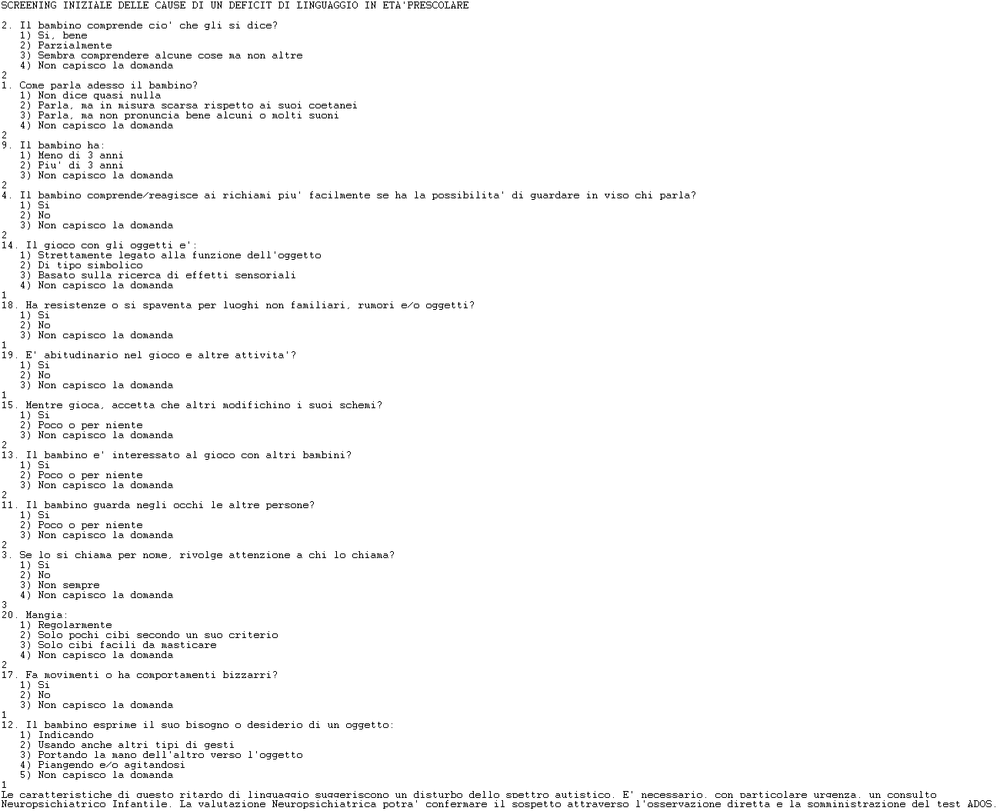 SCREENING INIZIALE DELLE CAUSE DI UN DEFICIT DI LINGUAGGIO IN ETA'PRESCOLARE
2. Il bambino comprende cio' che gli si dice?
1) Si, bene
2) Parzialmente
3) Sembra comprendere alcune cose ma non altre
4) Non capisco la domanda
2
1. Come parla adesso il bambino?
1) Non dice quasi nulla
2) Parla, ma in misura scarsa rispetto ai suoi coetanei
3) Parla, ma non pronuncia bene alcuni o molti suoni
4) Non capisco la domanda
2
9. Il bambino ha:
1) Meno di 3 anni
2) Piu' di 3 anni
3) Non capisco la domanda
2
4. Il bambino comprende/reagisce ai richiami piu' facilmente se ha la possibilita' di guardare in viso chi parla?
1) Si
2) No
3) Non capisco la domanda
2
14. Il gioco con gli oggetti e':
1) Strettamente legato alla funzione dell'oggetto
2) Di tipo simbolico
3) Basato sulla ricerca di effetti sensoriali
4) Non capisco la domanda
1
18. Ha resistenze o si spaventa per luoghi non familiari, rumori e/o oggetti?
1) Si
2) No
3) Non capisco la domanda
1
19. E' abitudinario nel gioco e altre attivita'?
1) Si
2) No
3) Non capisco la domanda
1
15. Mentre gioca, accetta che altri modifichino i suoi schemi?
1) Si
2) Poco o per niente
3) Non capisco la domanda
2
13. Il bambino e' interessato al gioco con altri bambini?
1) Si
2) Poco o per niente
3) Non capisco la domanda
2
11. Il bambino guarda negli occhi le altre persone?
1) Si
2) Poco o per niente
3) Non capisco la domanda
2
3. Se lo si chiama per nome, rivolge attenzione a chi lo chiama?
1) Si
2) No
3) Non sempre
4) Non capisco la domanda
3
20. Mangia:
1) Regolarmente
2) Solo pochi cibi secondo un suo criterio
3) Solo cibi facili da masticare
4) Non capisco la domanda
2
17. Fa movimenti o ha comportamenti bizzarri?
1) Si
2) No
3) Non capisco la domanda
1
12. Il bambino esprime il suo bisogno o desiderio di un oggetto:
1) Indicando
2) Usando anche altri tipi di gesti
3) Portando la mano dell'altro verso l'oggetto
4) Piangendo e/o agitandosi
5) Non capisco la domanda
1
Le caratteristiche di questo ritardo di linguaggio suggeriscono un disturbo dello spettro autistico. E' necessario, con particolare urgenza, un consulto
Neuropsichiatrico Infantile. La valutazione Neuropsichiatrica potra' confermare il sospetto attraverso l'osservazione diretta e la somministrazione del test ADOS.